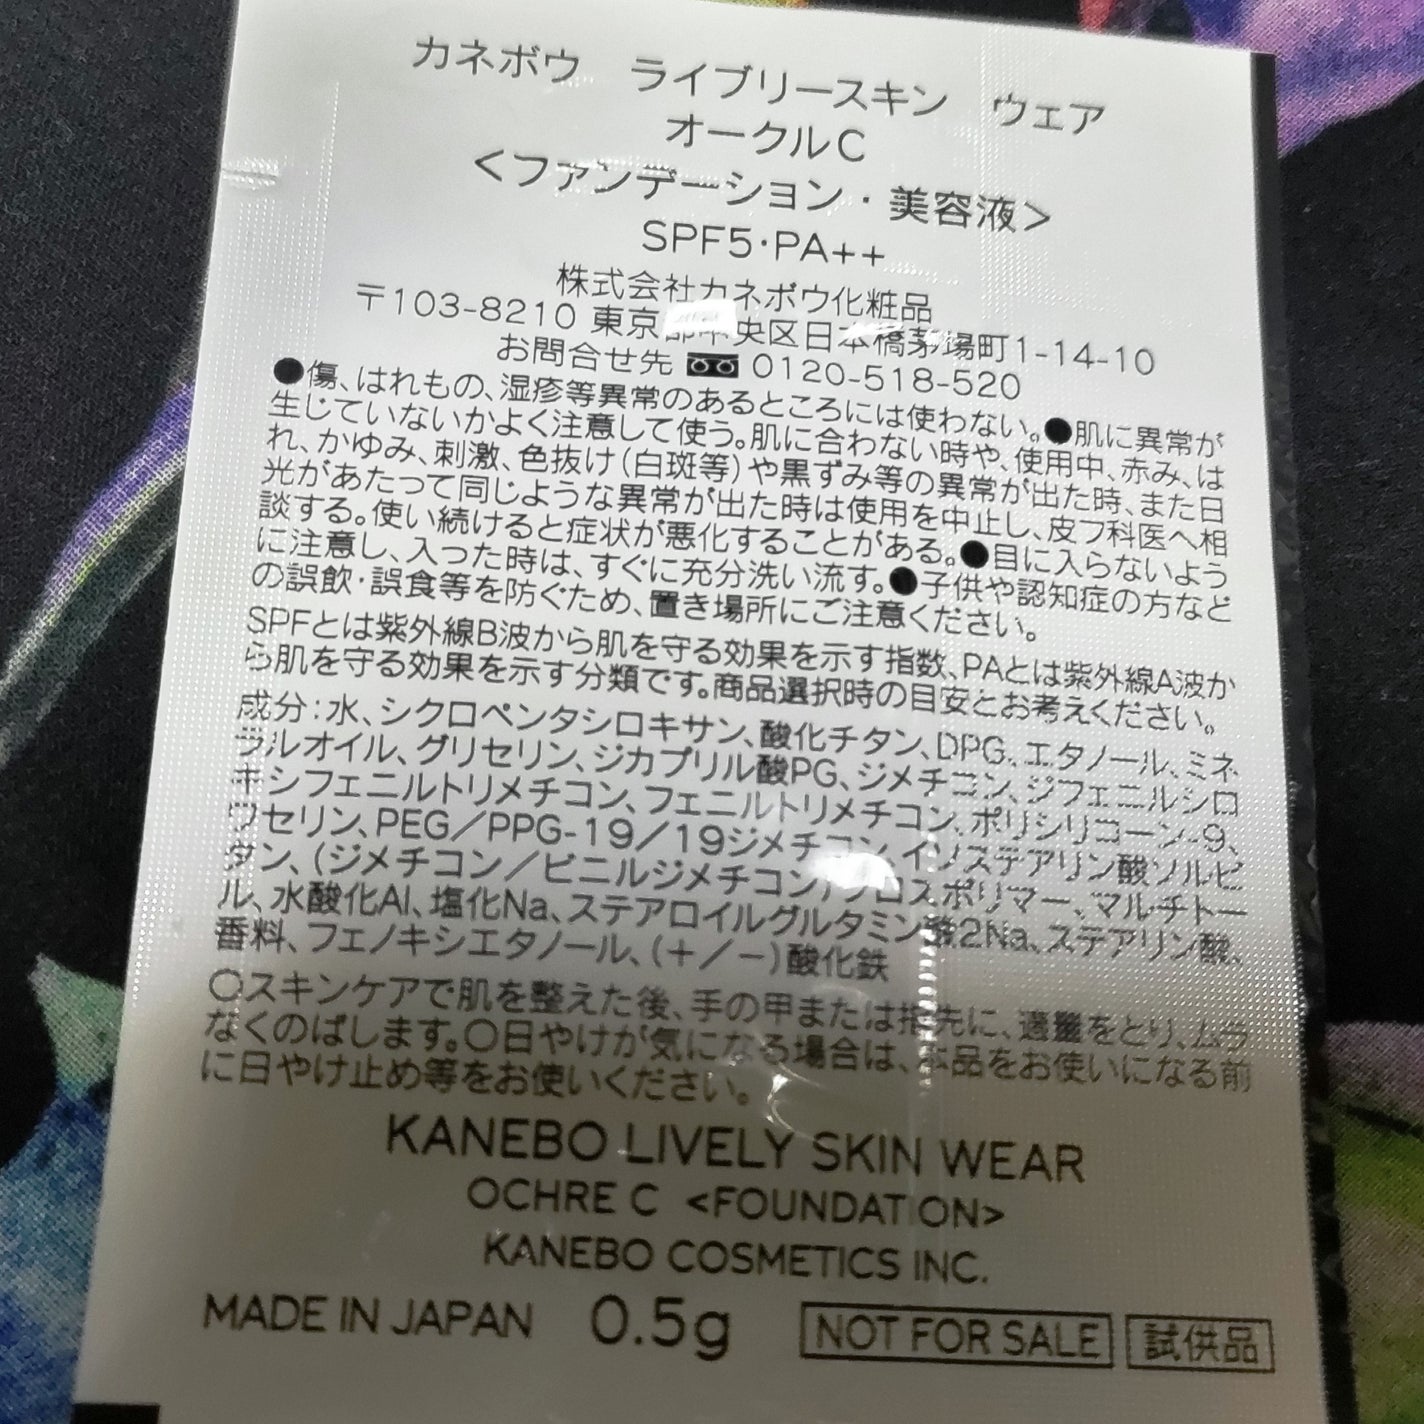 カネボウ ライブリースキン ウェア
オークルC
<ファンデーション・美容液>
SPF5・PA++
株式会社カネボウ化粧品
〒103-8210 東京都中央区日本橋茅場町1-14-10
お問合せ先 0120-518-520
●傷、はれもの、湿疹等異常のあるところには使わない。●肌に異常が
生じていないかよく注意して使う。肌に合わない時や、使用中、赤み、は
れ、かゆみ、刺激、色抜け(白斑等)や黒ずみ等の異常が出た時、また日
光があたって同じような異常が出た時は使用を中止し、皮フ科医へ相
談する。使い続けると症状が悪化することがある。●目に入らないよう
に注意し、入った時は、すぐに充分洗い流す。●子供や認知症の方など
の誤飲・誤食等を防ぐため、置き場所にご注意ください。
SPFとは紫外線B波から肌を守る効果を示す指数、PAとは紫外線A波か
ら肌を守る効果を示す分類です。商品選択時の目安とお考えください。
成分:水、シクロペンタシロキサン、酸化チタン、DPG、エタノール、ミネ
ラルオイル、グリセリン、ジカプリル酸PG、ジメチコン、ジフェニルシロ
キシフェニルトリメチコン、フェニルトリメチコン、ポリシリコーン-9、
ワセリン、PEG/PPG-19/19ジメチコン、イソステアリン酸ソルビ
タン、(ジメチコン/ビニルジメチコン)クロスポリマー、マルチトー
ル、水酸化Al、塩化Na、ステアロイルグルタミン酸2Na、ステアリン酸、
香料、フェノキシエタノール、(+/-)酸化鉄
○スキンケアで肌を整えた後、手の甲または指先に、適量をとり、ムラ
なくのばします。○日やけが気になる場合は、本品をお使いになる前
に日やけ止め等をお使いください。
KANEBO LIVELY SKIN WEAR
OCHRE C <FOUNDATION>
KANEBO COSMETICS INC.
MADE IN JAPAN 0.5g NOT FOR SALE 試供品